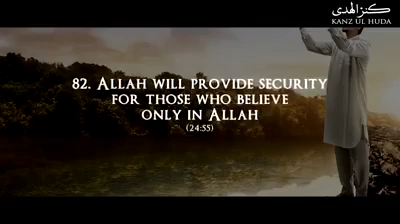 كنز الهدى
KANZ UL HUDA
82. ALLAH WILL PROVIDE SECURITY
FOR THOSE WHO BELIEVE
ONLY IN ALLAH
(24:55)